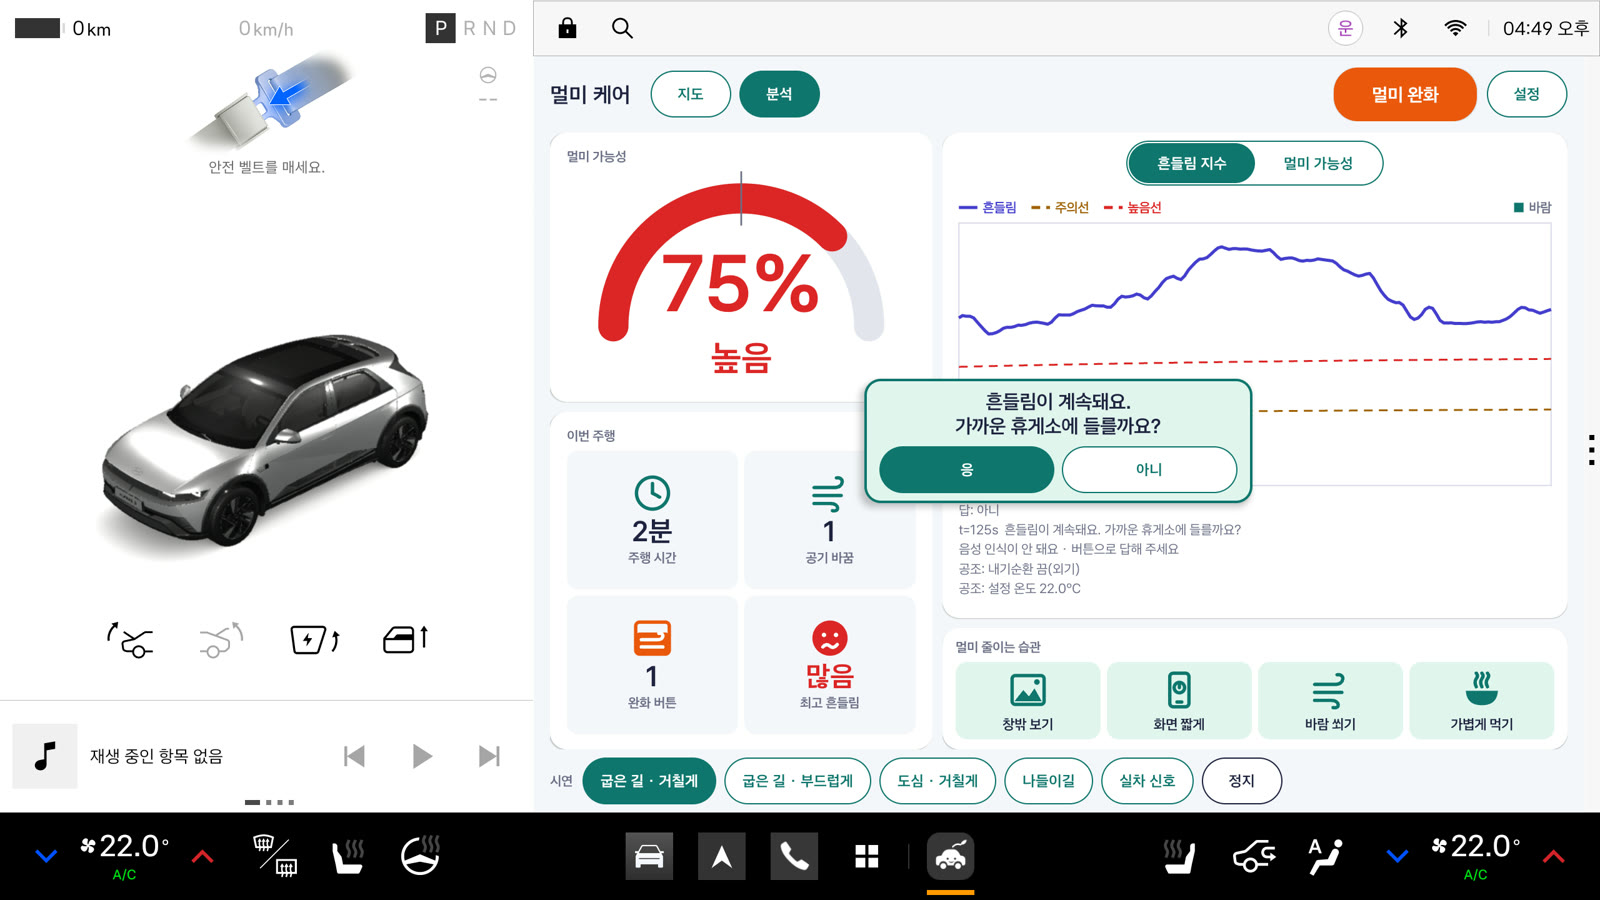 0 km
0 km/h
P R N D
--
안전 벨트를 매세요.
재생 중인 항목 없음
운
04:49 오후
멀미 케어
지도
분석
멀미 완화
설정
멀미 가능성
75%
높음
이번 주행
2분
주행 시간
1
공기 바꿈
1
완화 버튼
많음
최고 흔들림
흔들림 지수
멀미 가능성
흔들림
주의선
높음선
바람
흔들림이 계속돼요.
가까운 휴게소에 들를까요?
응
아니
답: 아니
t=125s 흔들림이 계속돼요. 가까운 휴게소에 들를까요?
음성 인식이 안 돼요 · 버튼으로 답해 주세요
공조: 내기순환 끔(외기)
공조: 설정 온도 22.0°C
멀미 줄이는 습관
창밖 보기
화면 짧게
바람 쐬기
가볍게 먹기
시연
굽은 길 · 거칠게
굽은 길 · 부드럽게
도심 · 거칠게
나들이길
실차 신호
정지
22.0°
A/C
A
22.0°
A/C